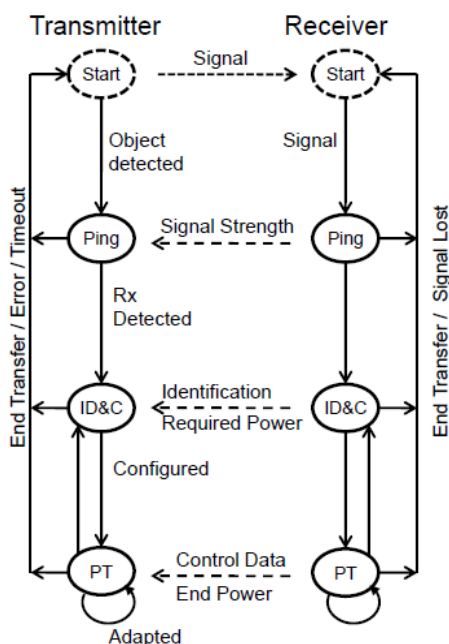 Transmitter
Receiver
Start
Signal
Start
Object
detected
Signal
Ping
Signal Strength
Ping
Rx
Detected
End Transfer / Error / Timeout
End Transfer / Signal Lost
ID&C
Identification
Required Power
ID&C
Configured
PT
Control Data
End Power
PT
Adapted